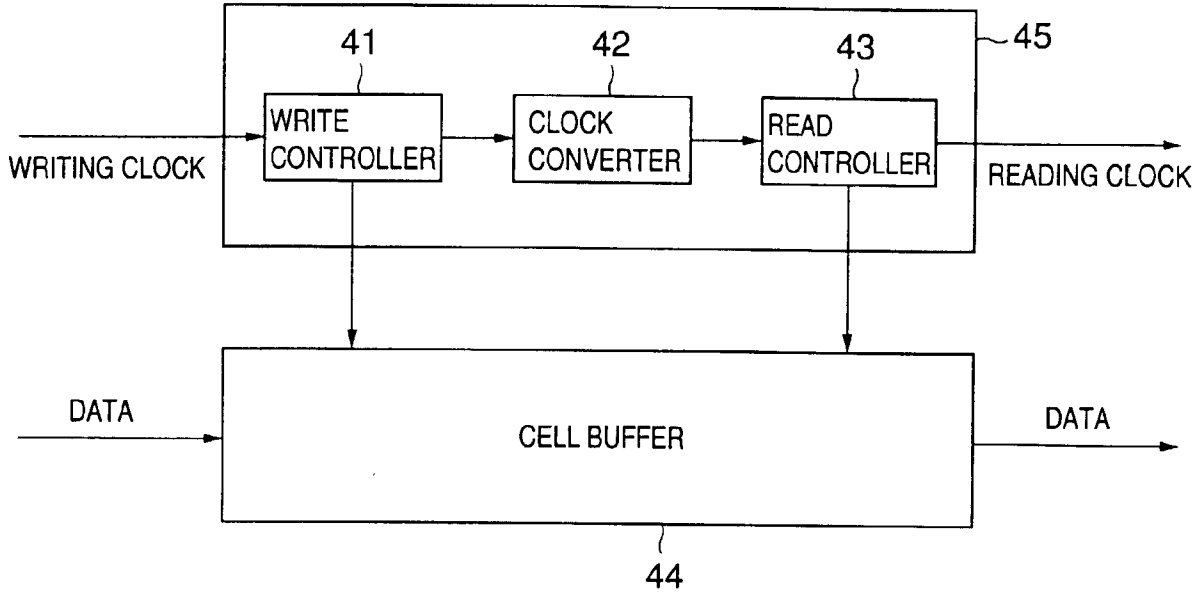 45
41
42
43
WRITE
CONTROLLER
CLOCK
CONVERTER
READ
CONTROLLER
WRITING CLOCK
READING CLOCK
DATA
CELL BUFFER
DATA
44